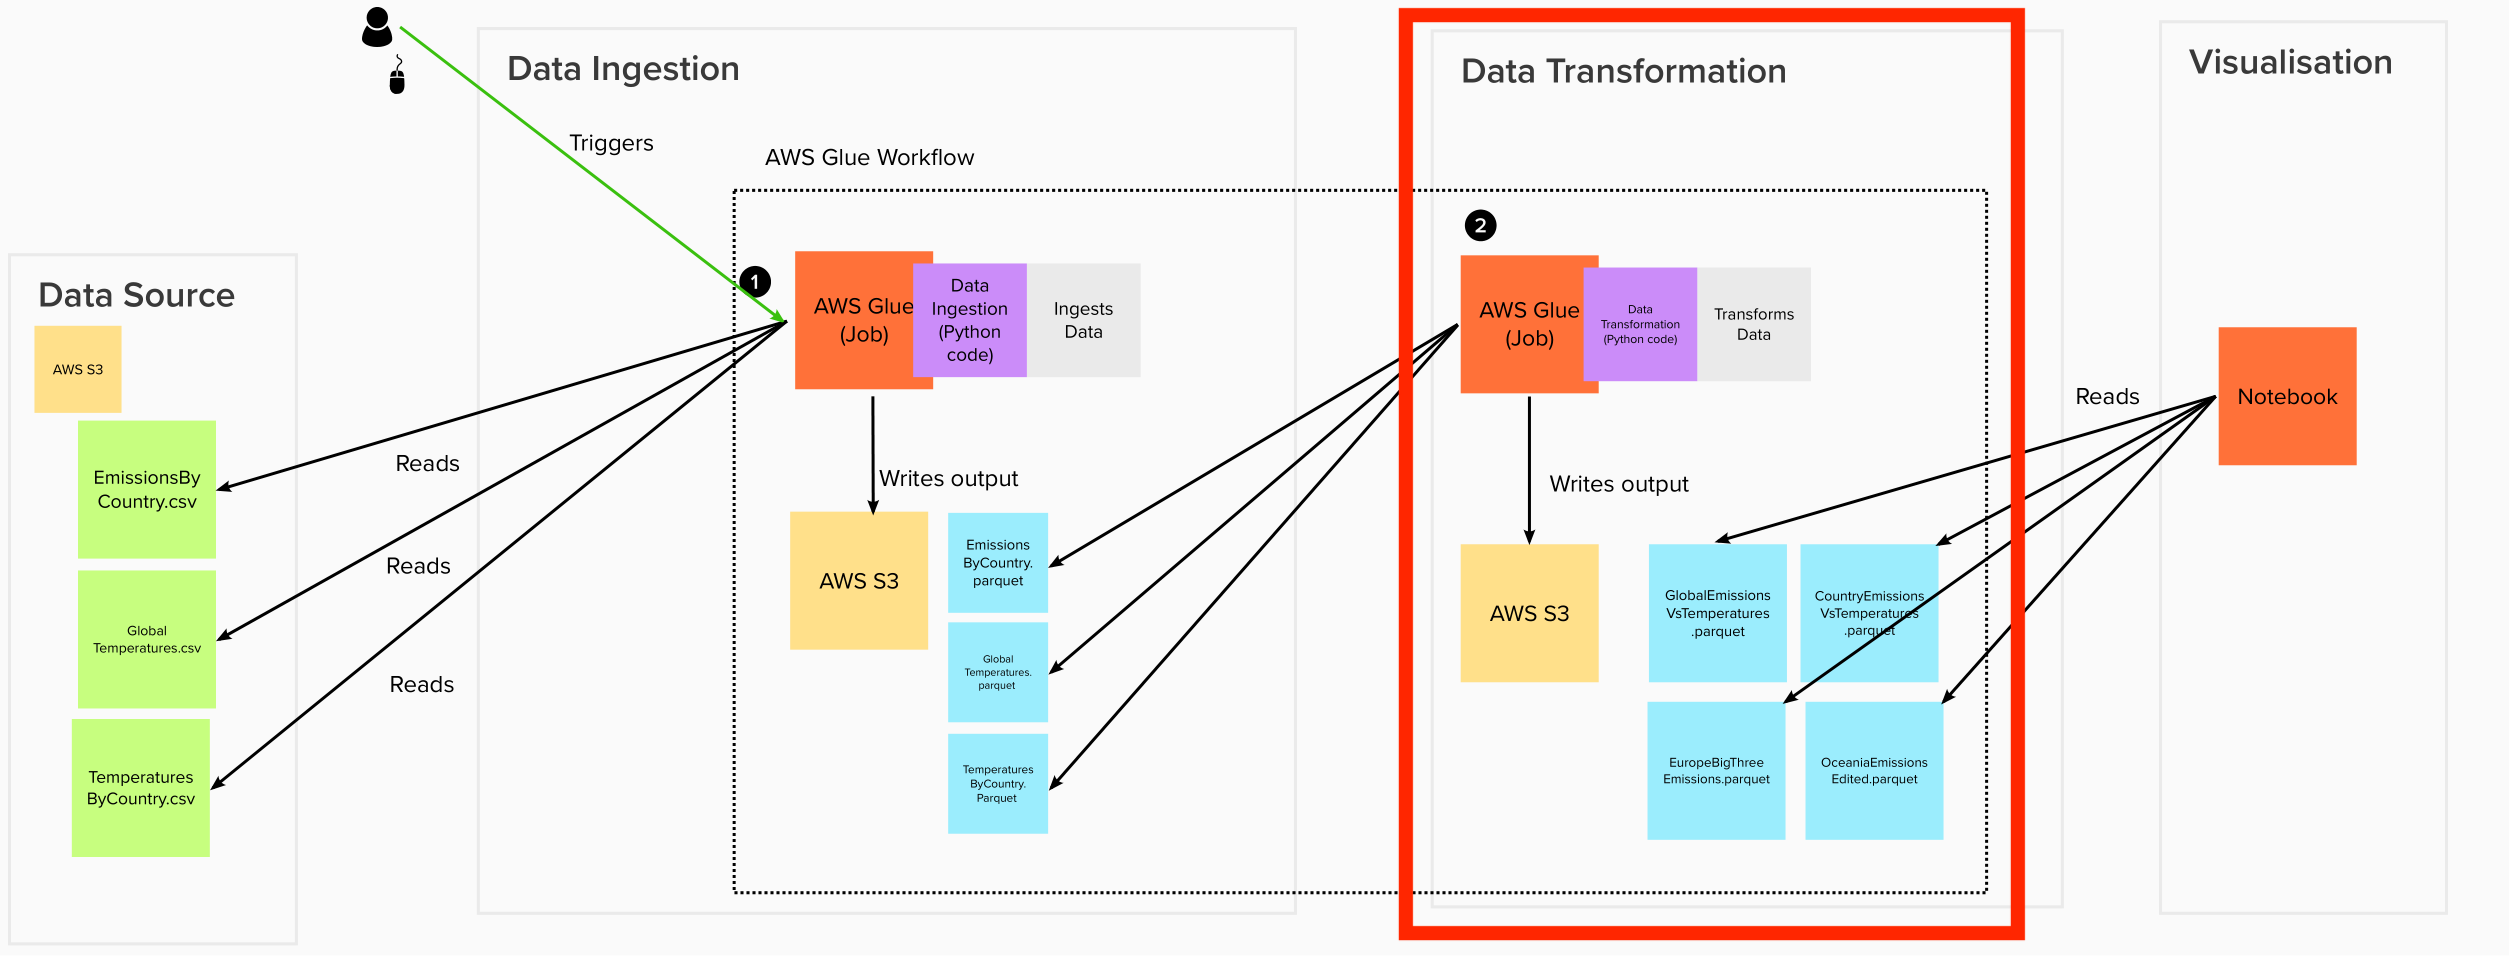 Data Ingestion
Data Transformation
Visualisation
Triggers
AWS Glue Workflow
Data Source
AWS S3
EmissionsBy
Country.csv
Global
Temperatures.csv
Temperatures
ByCountry.csv
Reads
Reads
Reads
1
AWS Glue
(Job)
Data
Ingestion
(Python
code)
Ingests
Data
Writes output
AWS S3
Emissions
ByCountry.
parquet
Global
Temperatures.
parquet
Temperatures
ByCountry.
Parquet
2
AWS Glue
(Job)
Data
Transformation
(Python code)
Transforms
Data
Writes output
AWS S3
GlobalEmissions
VsTemperatures
.parquet
CountryEmissions
VsTemperatures
.parquet
EuropeBigThree
Emissions.parquet
OceaniaEmissions
Edited.parquet
Reads
Notebook